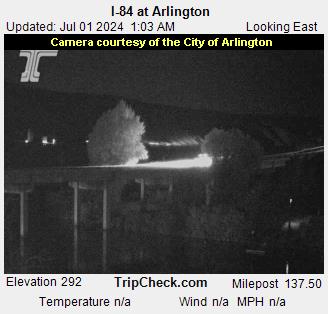 I-84 at Arlington
Updated: Jul 01 2024 1:03 AM Looking East
Camera courtesy of the City of Arlington
Elevation 292 TripCheck.com Milepost 137.50
Temperature n/a Wind n/a MPH n/a